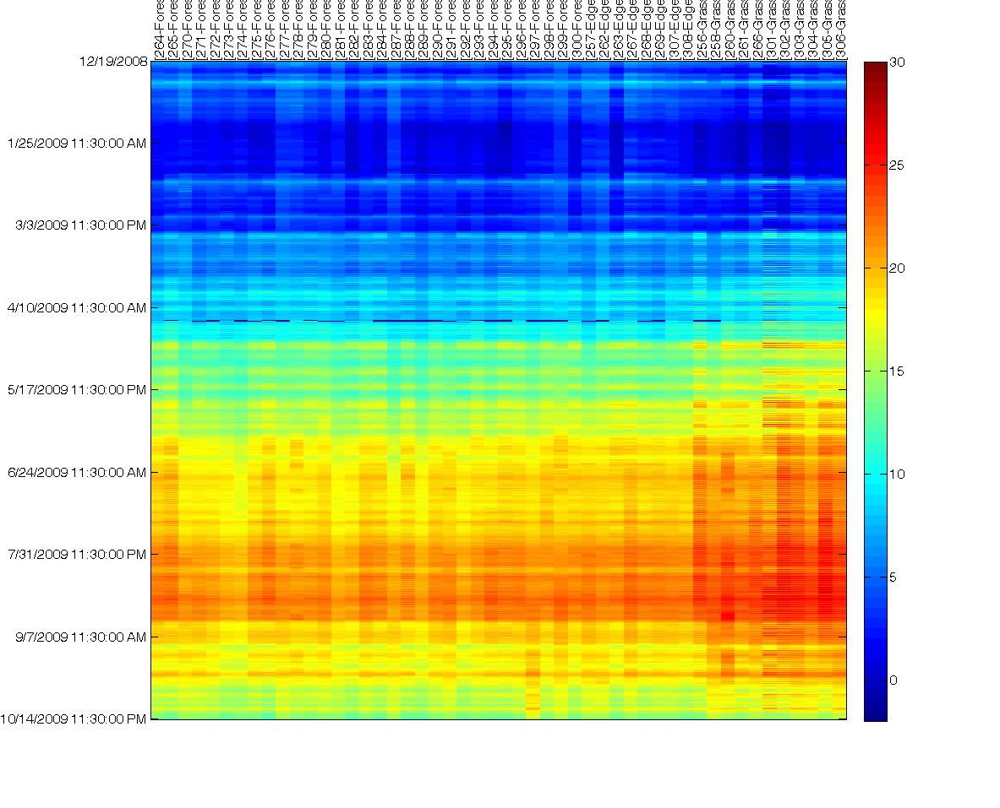 [264-Fores
[265-Fores
[270-Fores
[271-Fores
[272-Fores
[273-Fores
[274-Fores
[275-Fores
[276-Fores
[277-Fores
[278-Fores
[279-Fores
[280-Fores
[281-Fores
[282-Fores
[283-Fores
[284-Fores
[287-Fores
[288-Fores
[289-Fores
[290-Fores
[291-Fores
[292-Fores
[293-Fores
[294-Fores
[295-Fores
[296-Fores
[297-Fores
[298-Fores
[299-Fores
[300-Fores
[257-Edge
[262-Edge
[263-Edge
[267-Edge
[268-Edge
[269-Edge
[307-Edge
[308-Edge
[256-Grass
[258-Grass
[260-Grass
[261-Grass
[266-Grass
[301-Grass
[302-Grass
[303-Grass
[304-Grass
[305-Grass
[306-Grass
12/19/2008
1/25/2009 11:30:00 AM
3/3/2009 11:30:00 PM
4/10/2009 11:30:00 AM
5/17/2009 11:30:00 PM
6/24/2009 11:30:00 AM
7/31/2009 11:30:00 PM
9/7/2009 11:30:00 AM
10/14/2009 11:30:00 PM
30
25
20
15
10
5
0